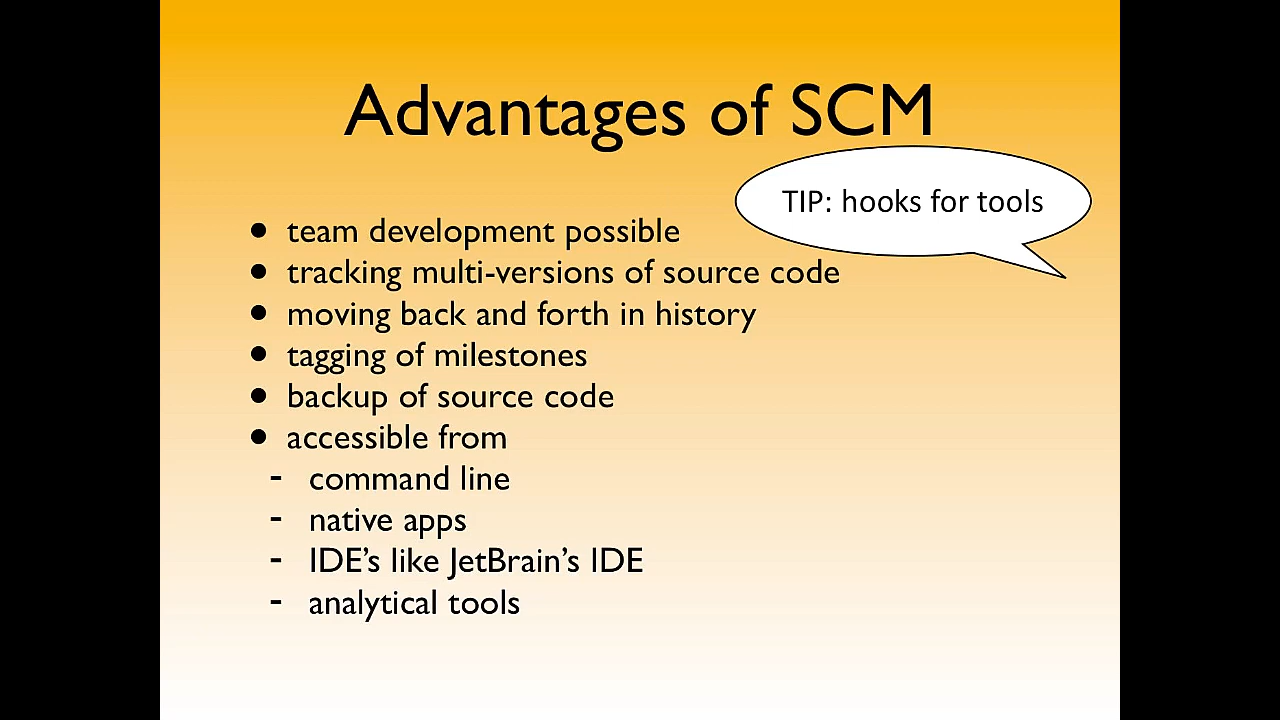 Advantages of SCM
TIP: hooks for tools
• team development possible
• tracking multi-versions of source code
• moving back and forth in history
• tagging of milestones
• backup of source code
• accessible from
- command line
- native apps
- IDE’s like JetBrain’s IDE
- analytical tools